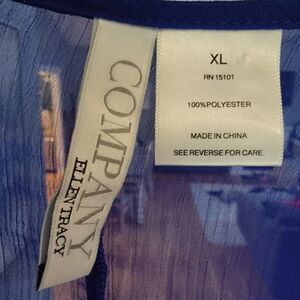 COMPANY
ELLEN TRACY
XL
RN 15101
100%POLYESTER
MADE IN CHINA
SEE REVERSE FOR CARE.